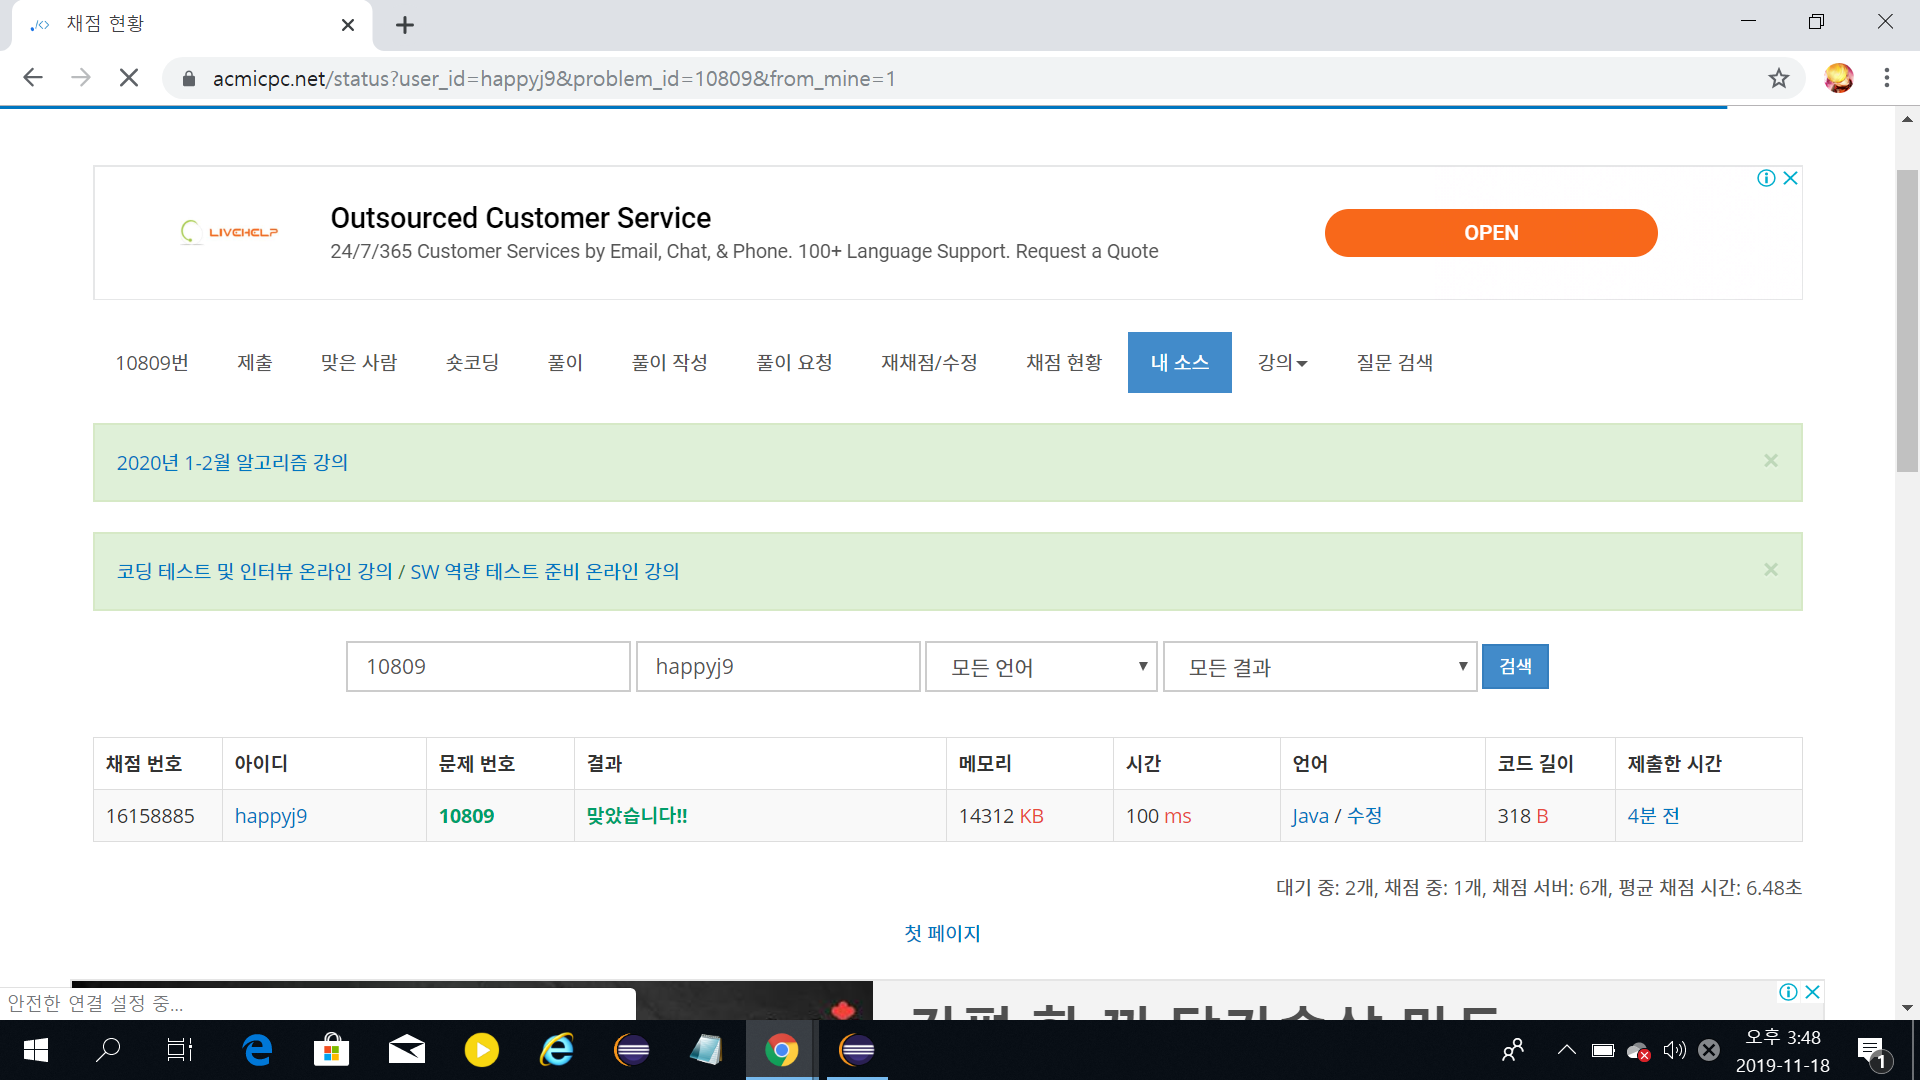 채점 현황
acmicpc.net/status?user_id=happyj9&problem_id=10809&from_mine=1
LIVEHELP
Outsourced Customer Service
24/7/365 Customer Services by Email, Chat, & Phone. 100+ Language Support. Request a Quote
OPEN
10809번 제출 맞은 사람 숏코딩 풀이 풀이 작성 풀이 요청 재채점/수정 채점 현황 내 소스 강의 질문 검색
2020년 1-2월 알고리즘 강의
코딩 테스트 및 인터뷰 온라인 강의 / SW 역량 테스트 준비 온라인 강의
10809 happyj9 모든 언어 모든 결과 검색
채점 번호 아이디 문제 번호 결과 메모리 시간 언어 코드 길이 제출한 시간
16158885 happyj9 10809 맞았습니다!! 14312 KB 100 ms Java / 수정 318 B 4분 전
대기 중: 2개, 채점 중: 1개, 채점 서버: 6개, 평균 채점 시간: 6.48초
첫 페이지
안전한 연결 설정 중...
오후 3:48
2019-11-18
1